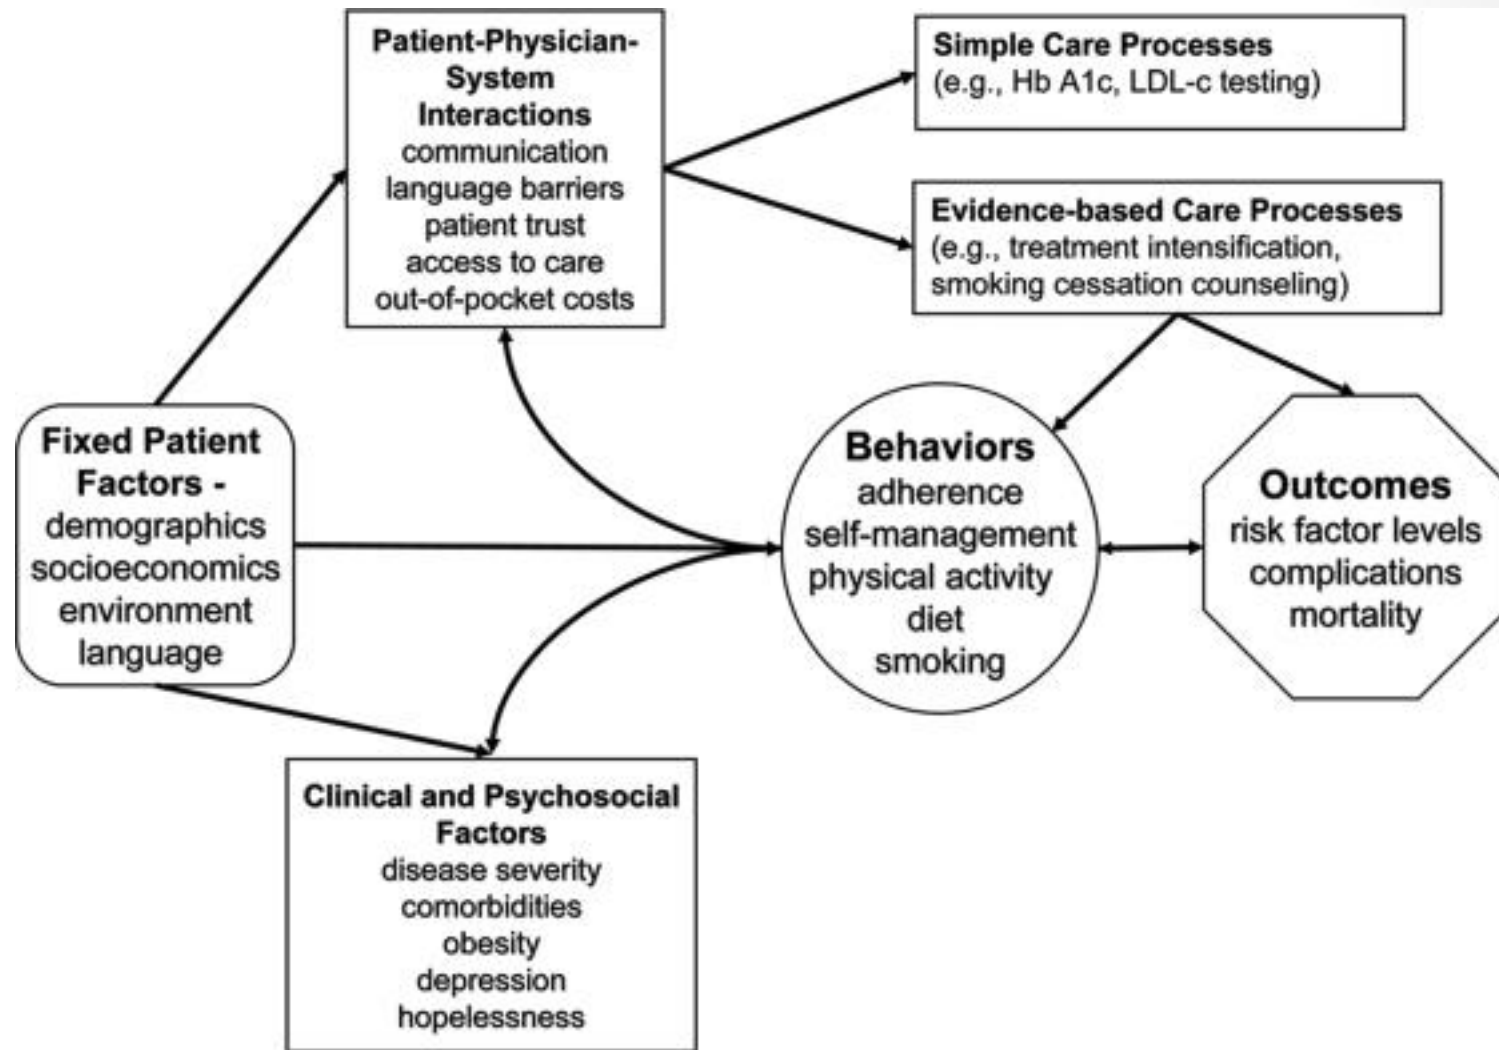 Patient-Physician-
System
Interactions
communication
language barriers
patient trust
access to care
out-of-pocket costs
Simple Care Processes
(e.g., Hb A1c, LDL-c testing)
Evidence-based Care Processes
(e.g., treatment intensification,
smoking cessation counseling)
Fixed Patient
Factors -
demographics
socioeconomics
environment
language
Behaviors
adherence
self-management
physical activity
diet
smoking
Outcomes
risk factor levels
complications
mortality
Clinical and Psychosocial
Factors
disease severity
comorbidities
obesity
depression
hopelessness